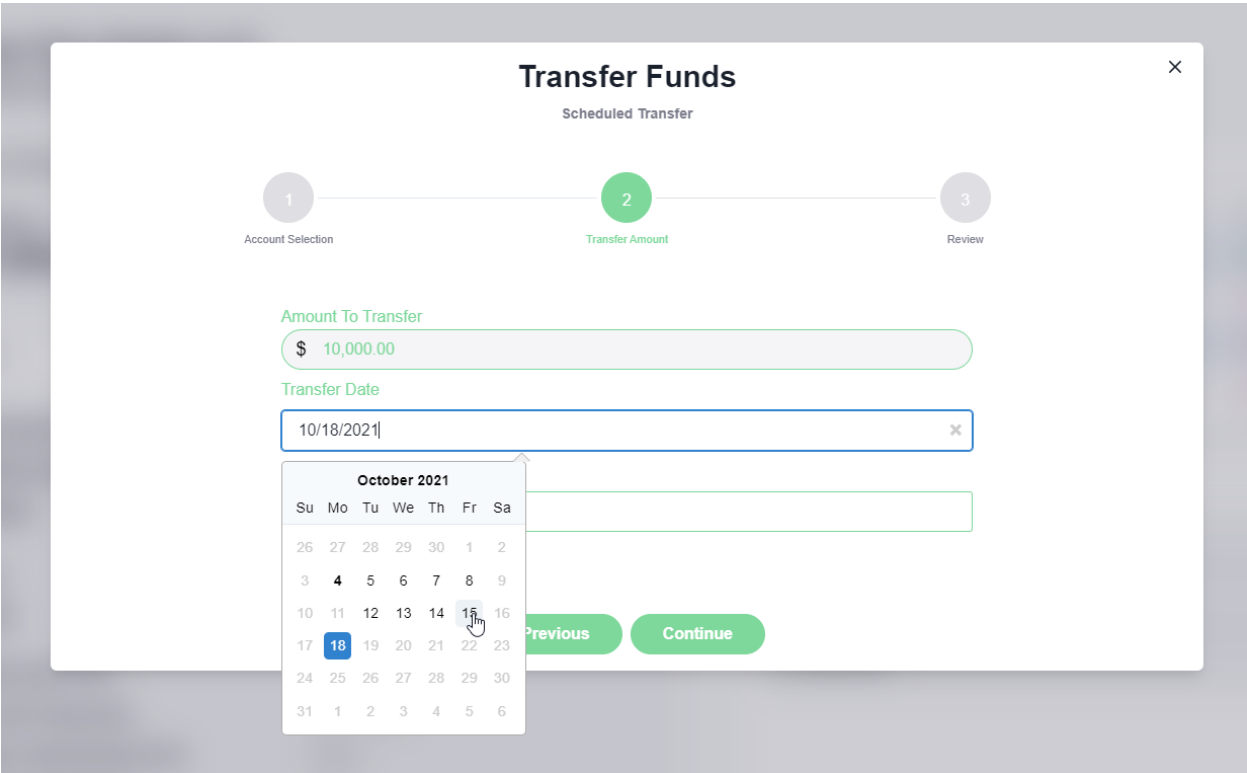 Transfer Funds
Scheduled Transfer
1
2
3
Account Selection
Transfer Amount
Review
Amount To Transfer
$ 10,000.00
Transfer Date
10/18/2021
October 2021
Su Mo Tu We Th Fr Sa
26 27 28 29 30 1 2
3 4 5 6 7 8 9
10 11 12 13 14 15 16
17 18 19 20 21 22 23
24 25 26 27 28 29 30
31 1 2 3 4 5 6
Previous
Continue